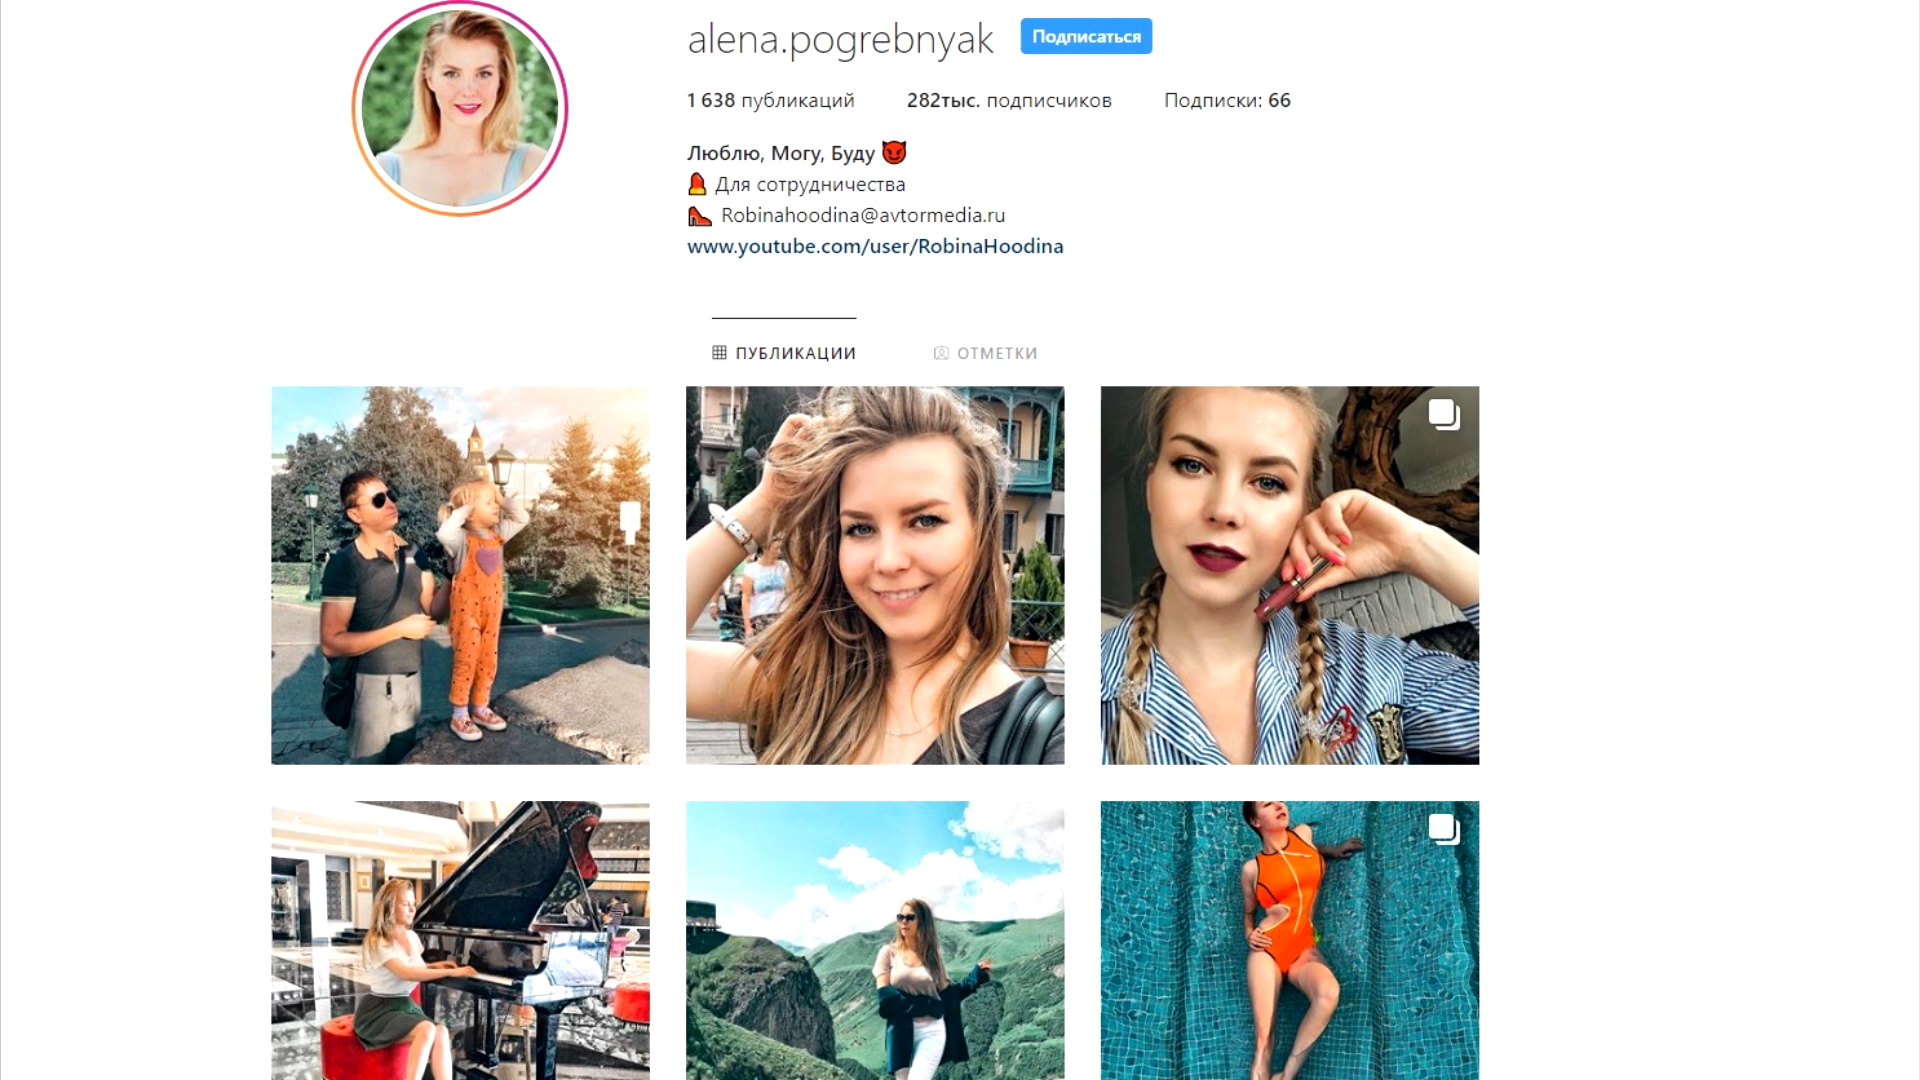 alena.pogrebnyak Подписаться
1 638 публикаций 282тыс. подписчиков Подписки: 66
Люблю, Могу, Буду 😈
💄 Для сотрудничества
👠 Robinahoodina@avtormedia.ru
www.youtube.com/user/RobinaHoodina
ПУБЛИКАЦИИ ОТМЕТКИ